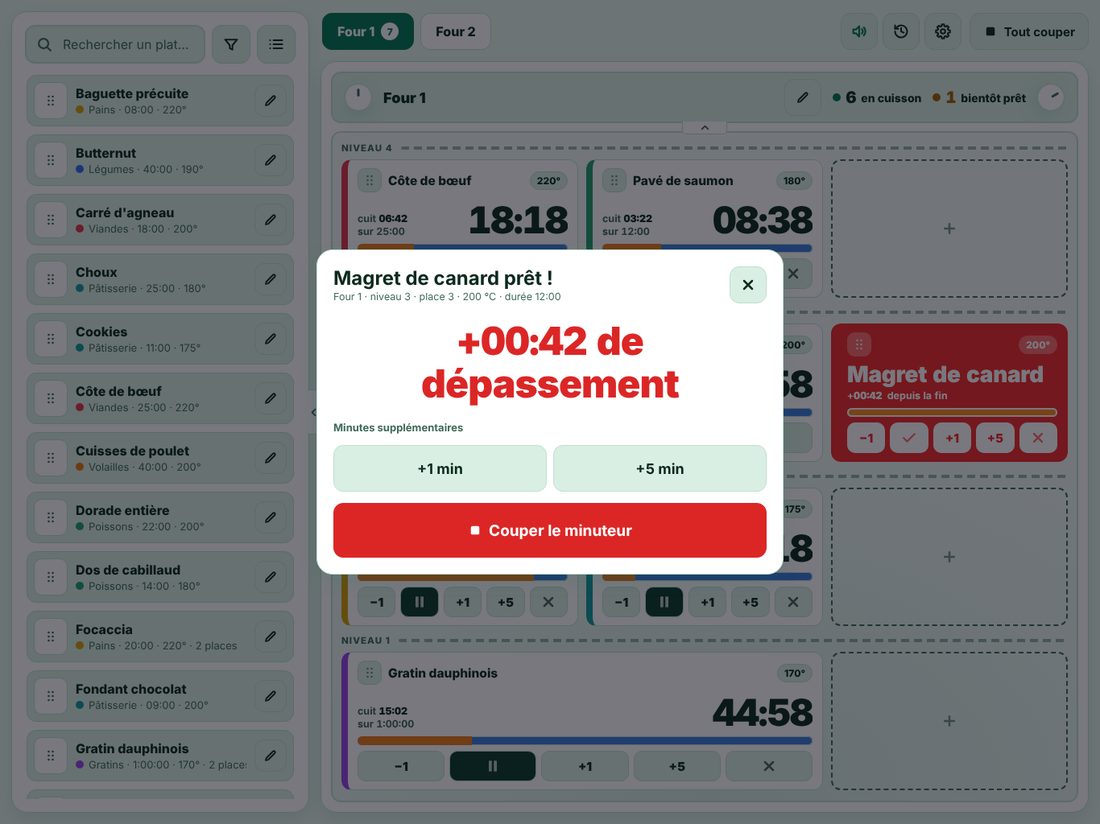 Rechercher un plat...
Baguette précuite
Pains · 08:00 · 220°
Butternut
Légumes · 40:00 · 190°
Carré d'agneau
Viandes · 18:00 · 200°
Choux
Pâtisserie · 25:00 · 180°
Cookies
Pâtisserie · 11:00 · 175°
Côte de bœuf
Viandes · 25:00 · 220°
Cuisses de poulet
Volailles · 40:00 · 200°
Dorade entière
Poissons · 22:00 · 200°
Dos de cabillaud
Poissons · 14:00 · 180°
Focaccia
Pains · 20:00 · 220° · 2 places
Fondant chocolat
Pâtisserie · 09:00 · 200°
Gratin dauphinois
Gratins · 1:00:00 · 170° · 2 place
Four 1 7
Four 2
Tout couper
Four 1
6 en cuisson
1 bientôt prêt
NIVEAU 4
Côte de bœuf 220°
cuit 06:42
sur 25:00
18:18
Pavé de saumon 180°
cuit 03:22
sur 12:00
08:38
+
Magret de canard prêt !
Four 1 · niveau 3 · place 3 · 200 °C · durée 12:00
+00:42 de
dépassement
Minutes supplémentaires
+1 min
+5 min
Couper le minuteur
200°
58
200°
Magret de canard
+00:42 depuis la fin
−1 +1 +5
175°
8
+
−1 +1 +5
−1 +1 +5
NIVEAU 1
Gratin dauphinois 170°
cuit 15:02
sur 1:00:00
44:58
−1 +1 +5
+